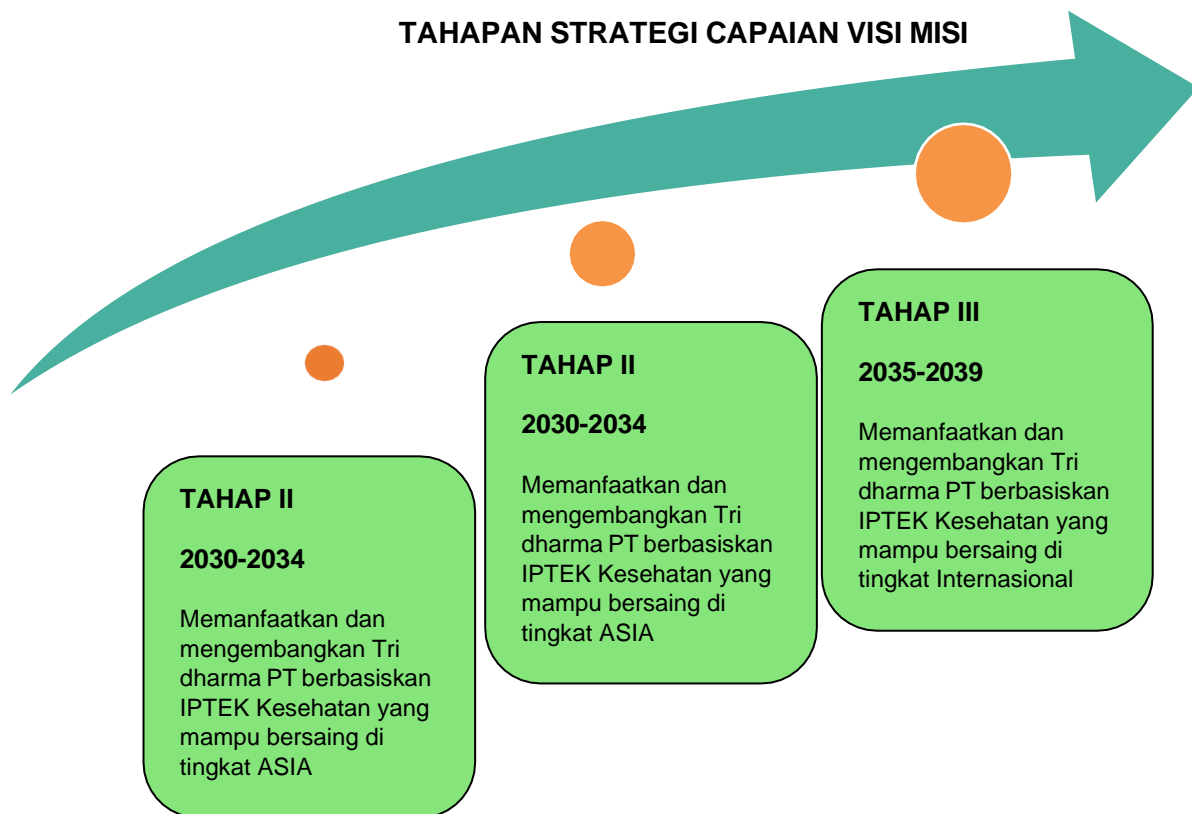 TAHAPAN STRATEGI CAPAIAN VISI MISI
TAHAP II
2030-2034
Memanfaatkan dan
mengembangkan Tri
dharma PT berbasiskan
IPTEK Kesehatan yang
mampu bersaing di
tingkat ASIA
TAHAP II
2030-2034
Memanfaatkan dan
mengembangkan Tri
dharma PT berbasiskan
IPTEK Kesehatan yang
mampu bersaing di
tingkat ASIA
TAHAP III
2035-2039
Memanfaatkan dan
mengembangkan Tri
dharma PT berbasiskan
IPTEK Kesehatan yang
mampu bersaing di
tingkat Internasional